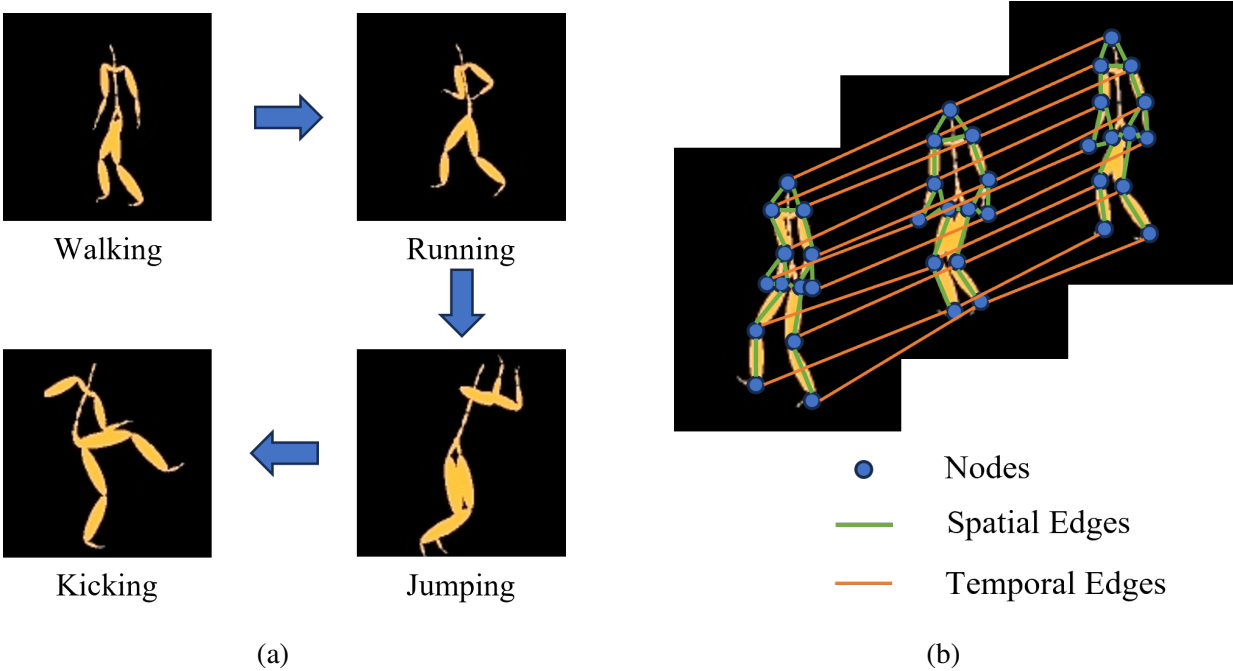 Walking
Running
Kicking
Jumping
(a)
Nodes
Spatial Edges
Temporal Edges
(b)